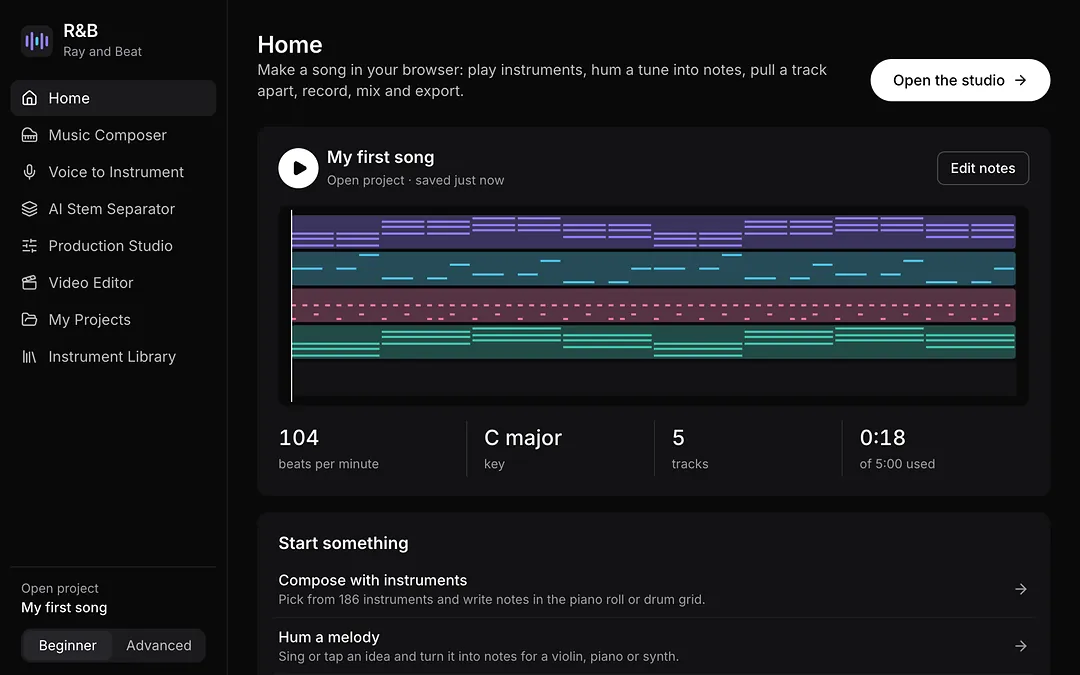 R&B
Ray and Beat
Home
Music Composer
Voice to Instrument
AI Stem Separator
Production Studio
Video Editor
My Projects
Instrument Library
Open project
My first song
Beginner
Advanced
Home
Make a song in your browser: play instruments, hum a tune into notes, pull a track
apart, record, mix and export.
Open the studio
My first song
Open project · saved just now
Edit notes
104
beats per minute
C major
key
5
tracks
0:18
of 5:00 used
Start something
Compose with instruments
Pick from 186 instruments and write notes in the piano roll or drum grid.
Hum a melody
Sing or tap an idea and turn it into notes for a violin, piano or synth.